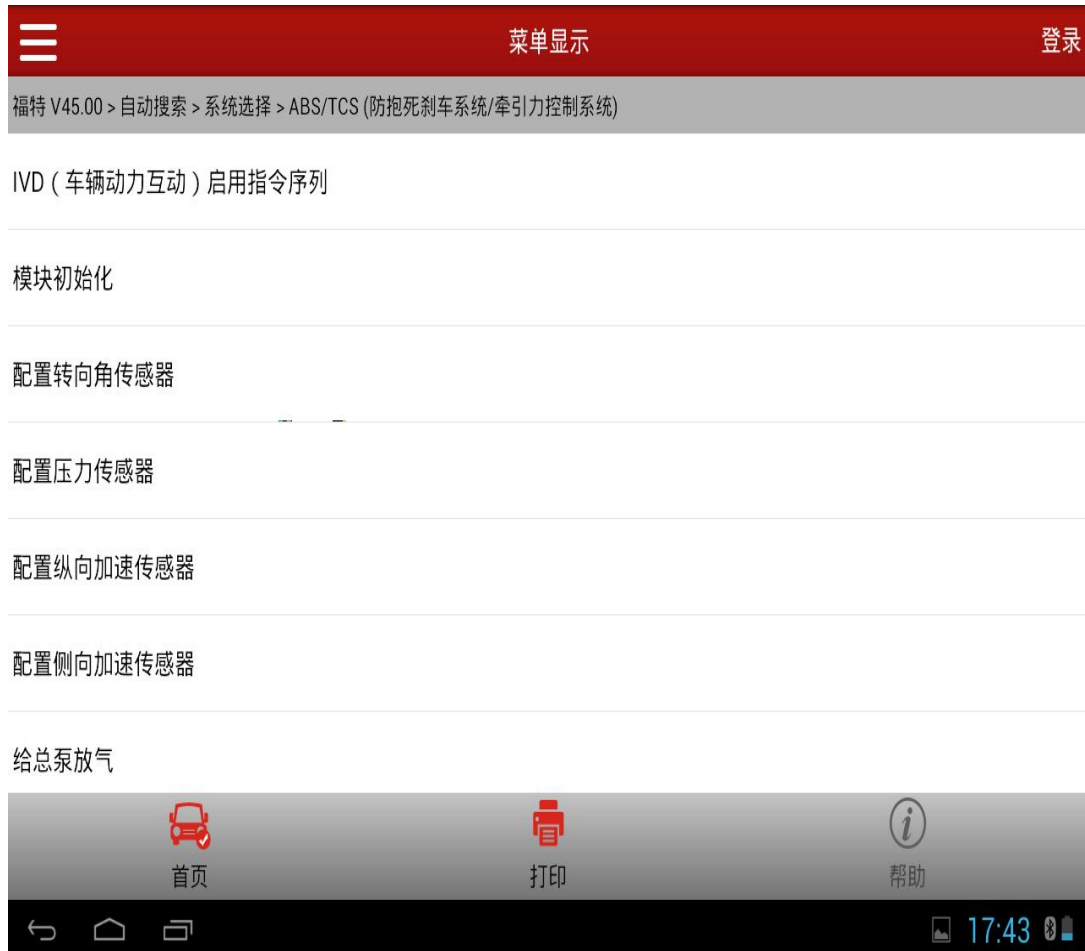 菜单显示
登录
福特 V45.00 > 自动搜索 > 系统选择 > ABS/TCS (防抱死刹车系统/牵引力控制系统)
IVD（车辆动力互动）启用指令序列
模块初始化
配置转向角传感器
配置压力传感器
配置纵向加速传感器
配置侧向加速传感器
给总泵放气
首页
打印
帮助
17:43